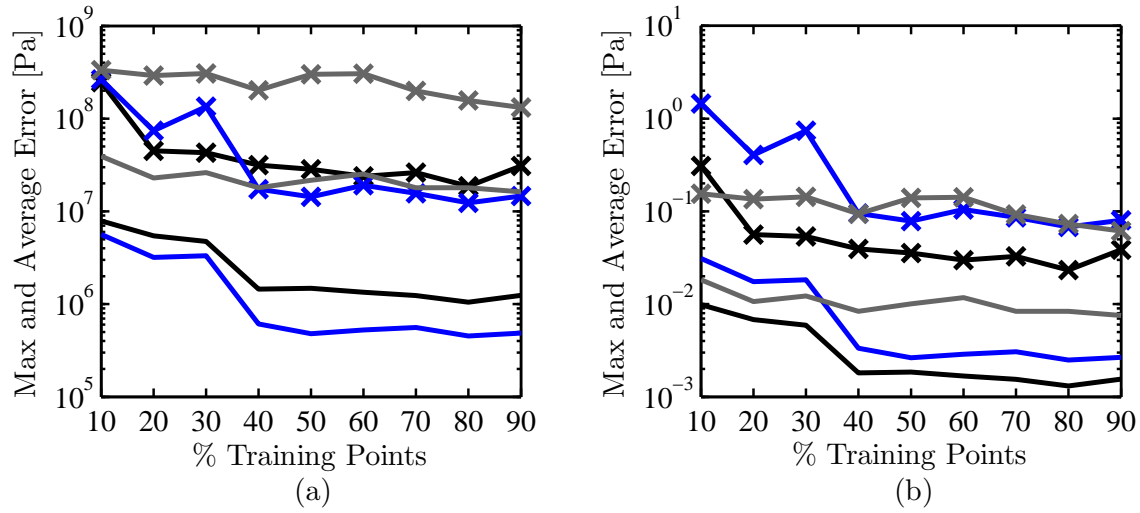 Max and Average Error [Pa]
10^9
10^8
10^7
10^6
10^5
10 20 30 40 50 60 70 80 90
% Training Points
(a)
Max and Average Error [Pa]
10^1
10^0
10^-1
10^-2
10^-3
10 20 30 40 50 60 70 80 90
% Training Points
(b)